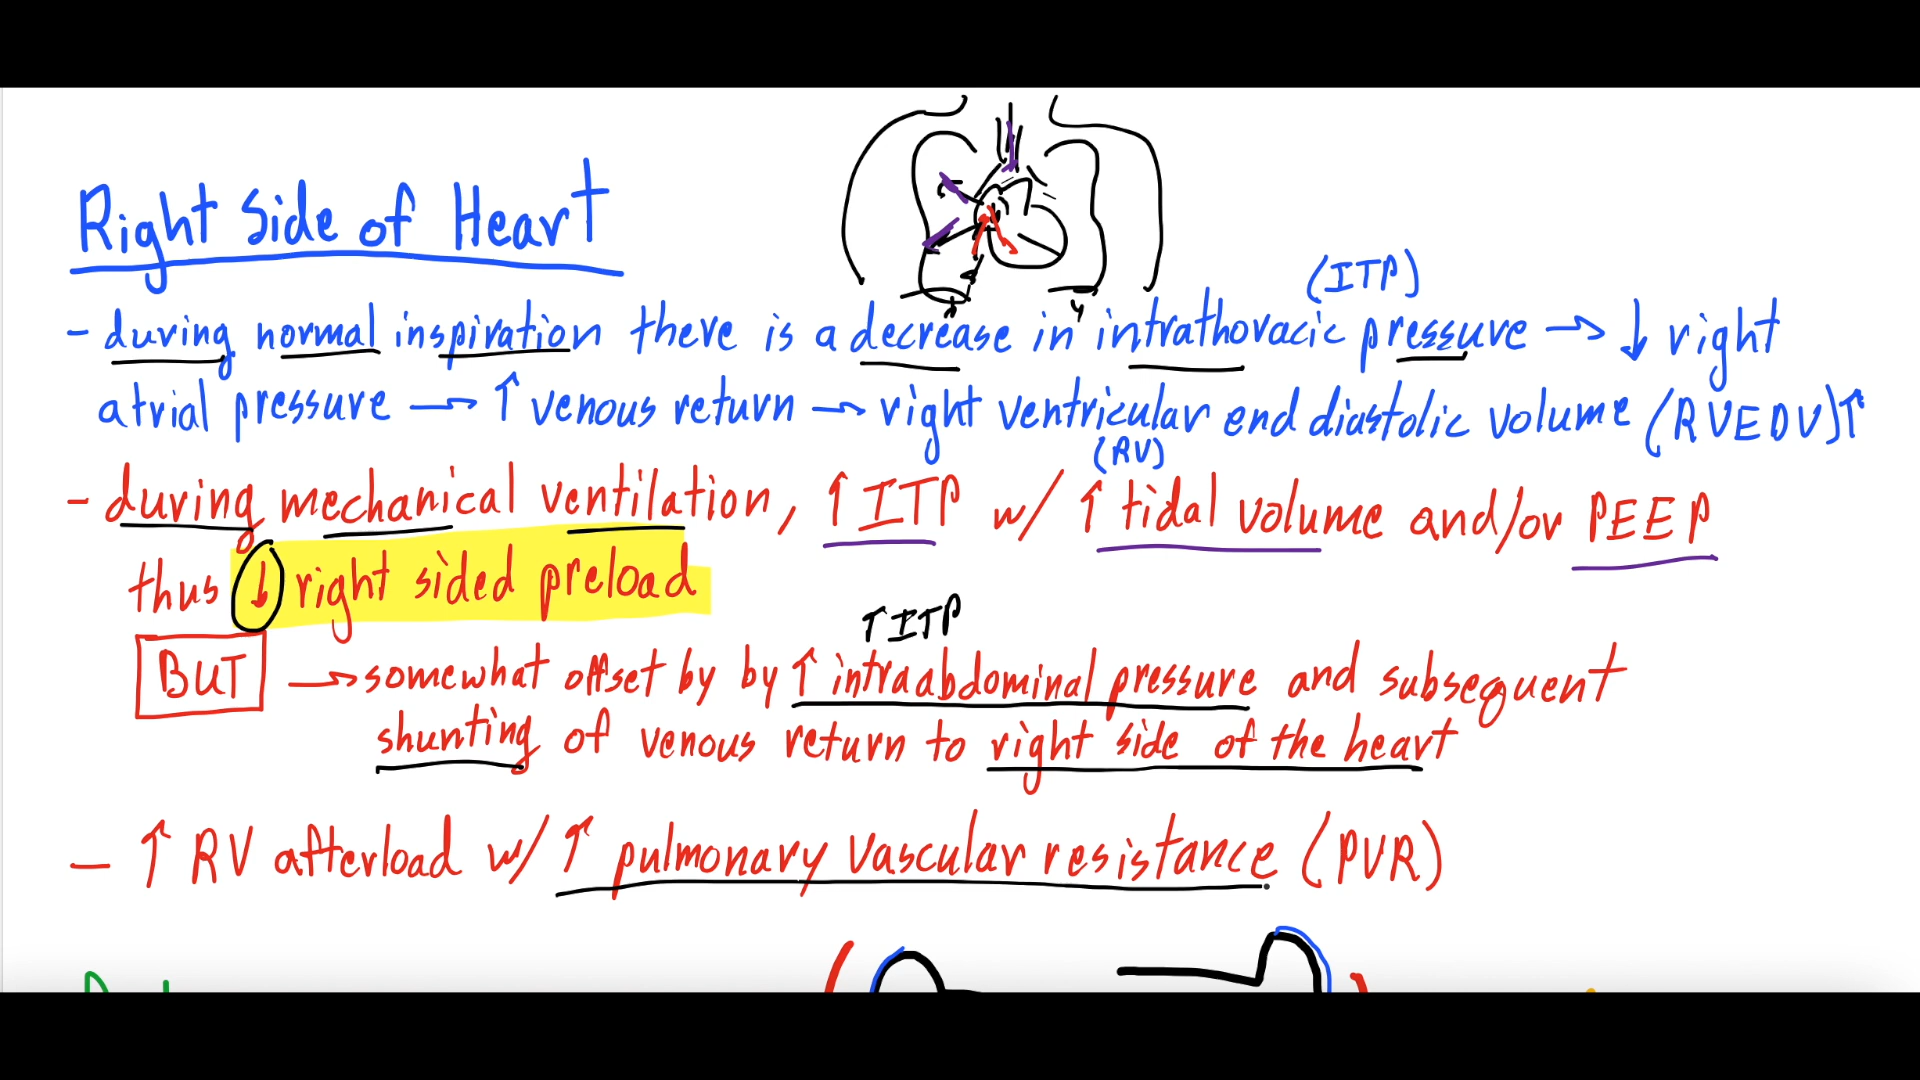 Right Side of Heart
(ITP)
- during normal inspiration there is a decrease in intrathoracic pressure → ↓ right
atrial pressure → ↑ venous return → right ventricular end diastolic volume (RVEDV)↑
(RV)
- during mechanical ventilation, ↑ITP w/ ↑ tidal volume and/or PEEP
thus ↓ right sided preload
↑ITP
BUT → somewhat offset by by ↑ intraabdominal pressure and subsequent
shunting of venous return to right side of the heart
- ↑ RV afterload w/ ↑ pulmonary vascular resistance (PVR)